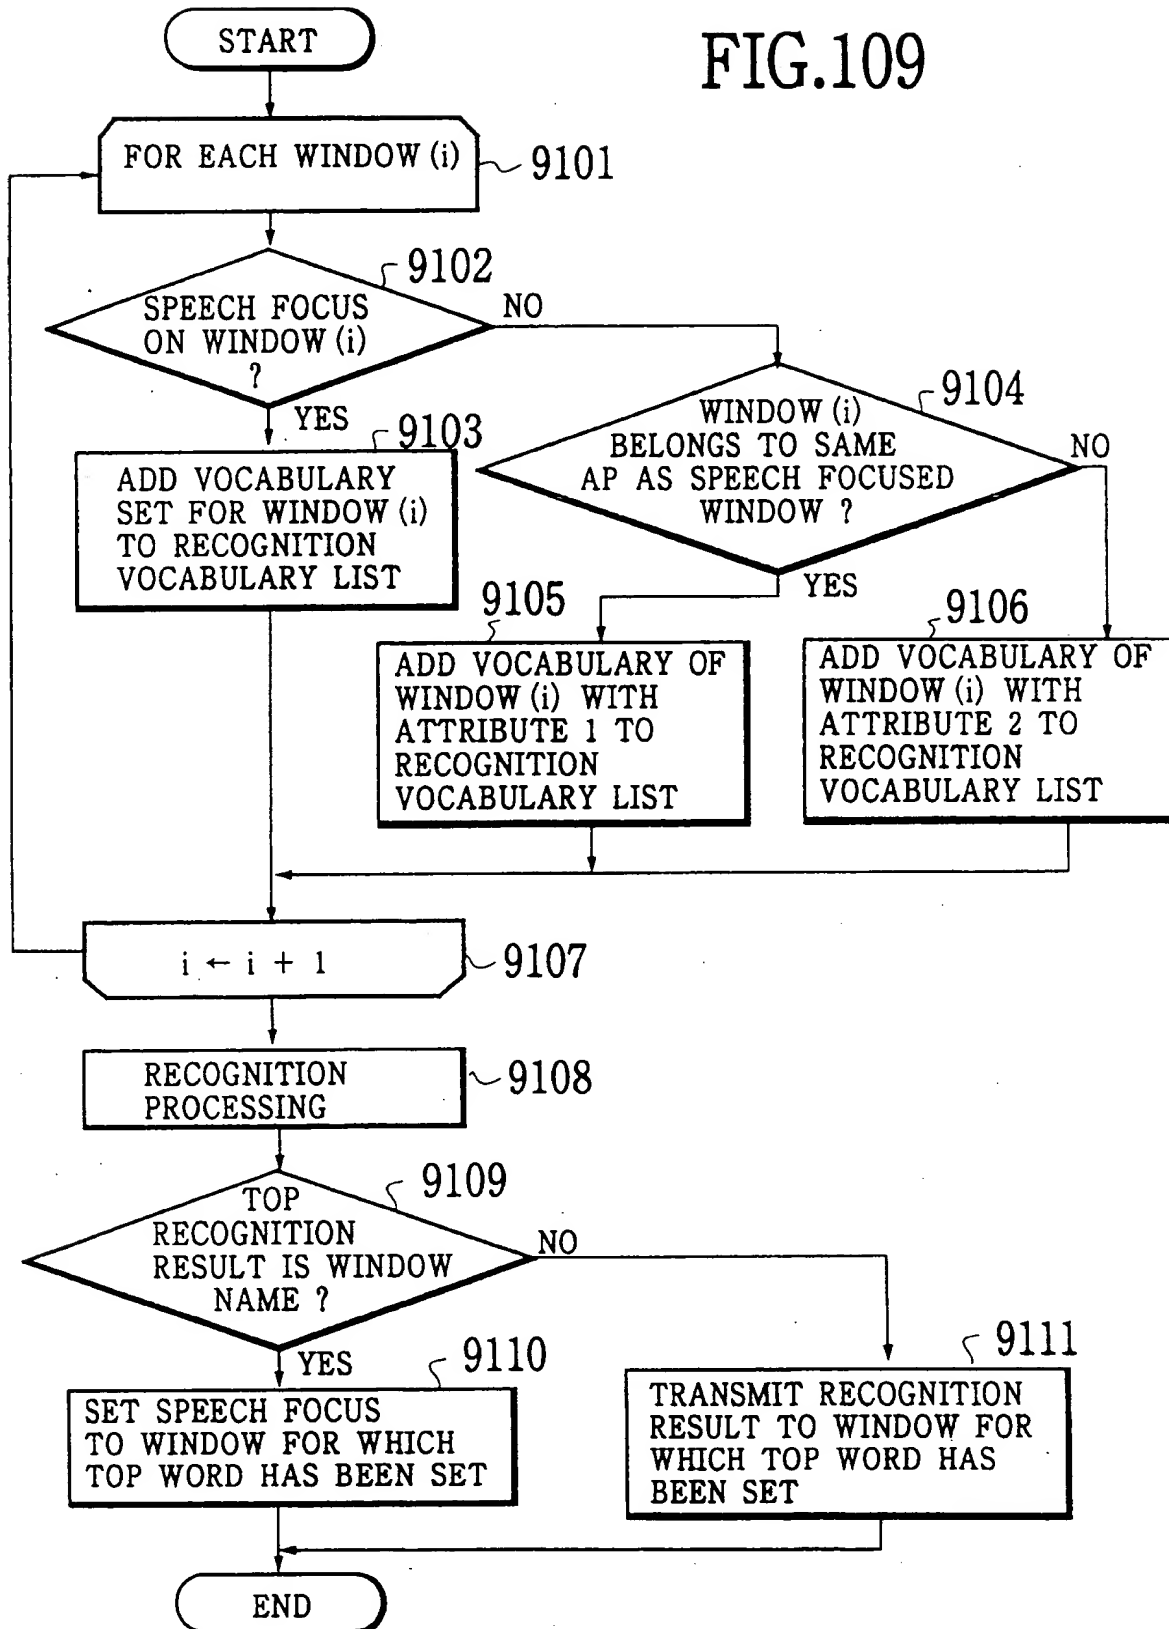 START
FIG.109
FOR EACH WINDOW (i)
9101
9102
SPEECH FOCUS
ON WINDOW (i)
?
NO
YES
9103
ADD VOCABULARY
SET FOR WINDOW (i)
TO RECOGNITION
VOCABULARY LIST
9104
WINDOW (i)
BELONGS TO SAME
AP AS SPEECH FOCUSED
WINDOW ?
NO
YES
9105
ADD VOCABULARY OF
WINDOW (i) WITH
ATTRIBUTE 1 TO
RECOGNITION
VOCABULARY LIST
9106
ADD VOCABULARY OF
WINDOW (i) WITH
ATTRIBUTE 2 TO
RECOGNITION
VOCABULARY LIST
i ← i + 1
9107
RECOGNITION
PROCESSING
9108
9109
TOP
RECOGNITION
RESULT IS WINDOW
NAME ?
NO
YES
9110
SET SPEECH FOCUS
TO WINDOW FOR WHICH
TOP WORD HAS BEEN SET
9111
TRANSMIT RECOGNITION
RESULT TO WINDOW FOR
WHICH TOP WORD HAS
BEEN SET
END